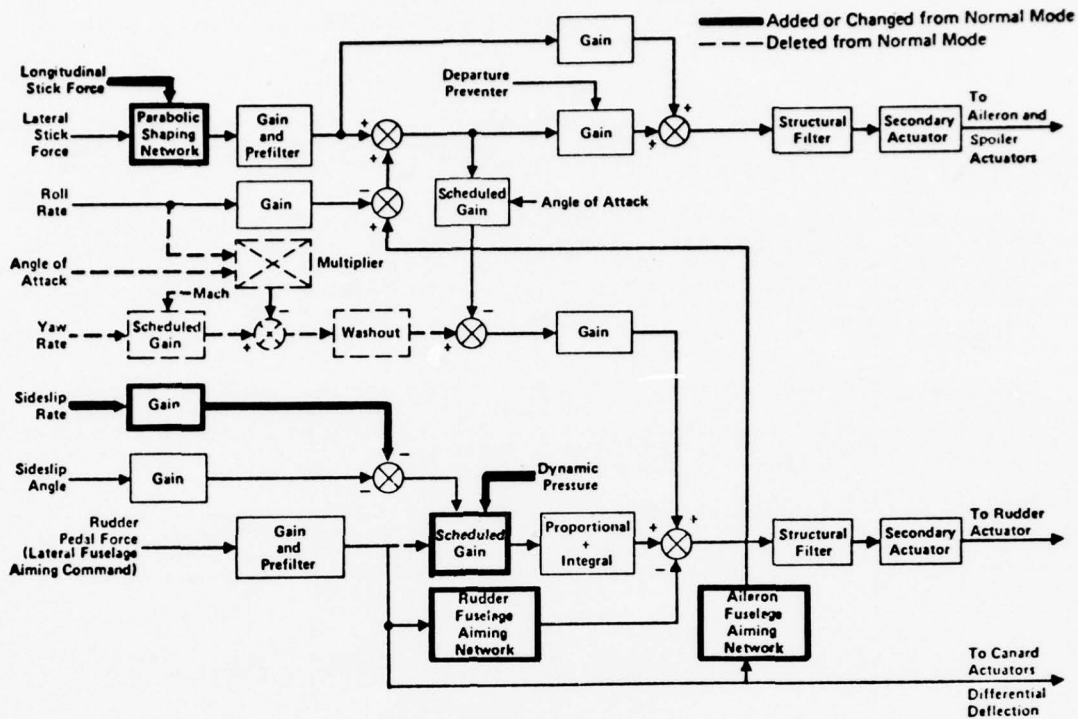 Added or Changed from Normal Mode
Deleted from Normal Mode
Longitudinal
Stick Force
Lateral
Stick
Force
Parabolic
Shaping
Network
Gain
and
Prefilter
Gain
Departure
Preventer
Gain
+
+
+
+
Structural
Filter
Secondary
Actuator
To
Aileron and
Spoiler
Actuators
Roll
Rate
Gain
−
+
Scheduled
Gain
Angle of Attack
Angle of
Attack
Multiplier
Mach
Yaw
Rate
Scheduled
Gain
−
+
Washout
−
+
Gain
Sideslip
Rate
Gain
Sideslip
Angle
Gain
−
−
Dynamic
Pressure
Rudder
Pedal Force
(Lateral Fuselage
Aiming Command)
Gain
and
Prefilter
Scheduled
Gain
Proportional
+
Integral
+
+
−
Structural
Filter
Secondary
Actuator
To Rudder
Actuator
Rudder
Fuselage
Aiming
Network
Aileron
Fuselage
Aiming
Network
To Canard
Actuators
Differential
Deflection